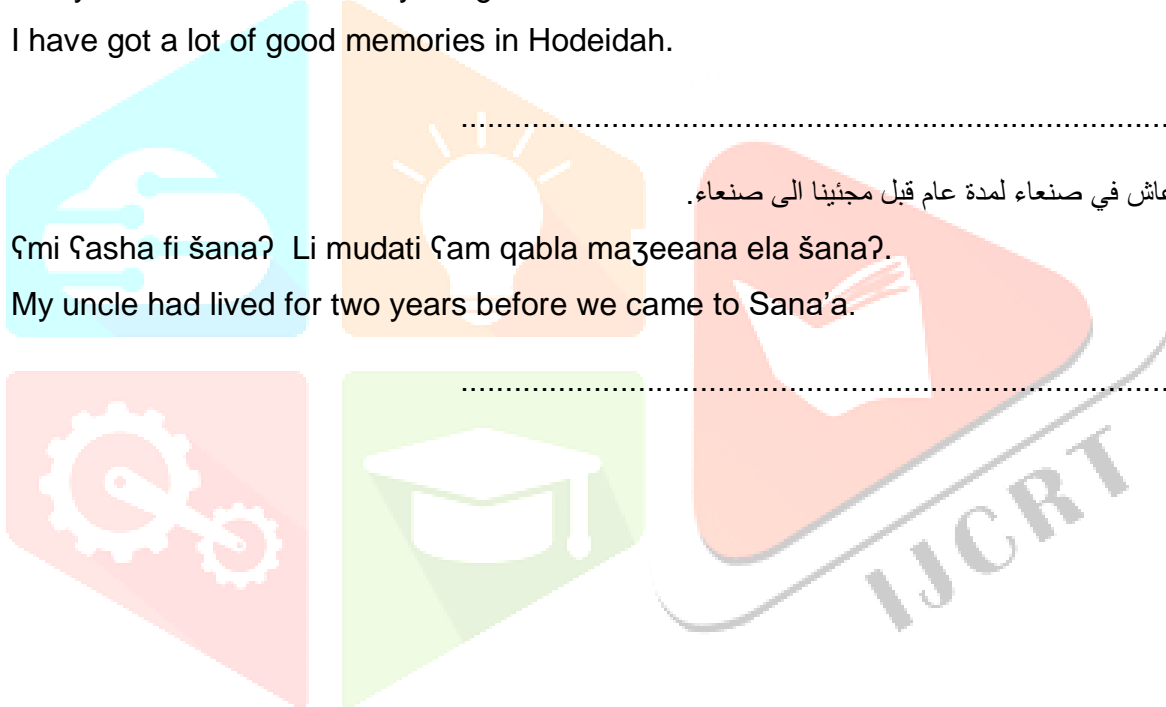 I have got a lot of good memories in Hodeidah.
................................................................................
في صنعاء لمدة عام قبل مجئينا الى صنعاء.
ʕmi ʕasha fi šanaʔ Li mudati ʕam qabla maʒeeana ela šanaʔ.
My uncle had lived for two years before we came to Sana’a.
................................................................................
IJCRT